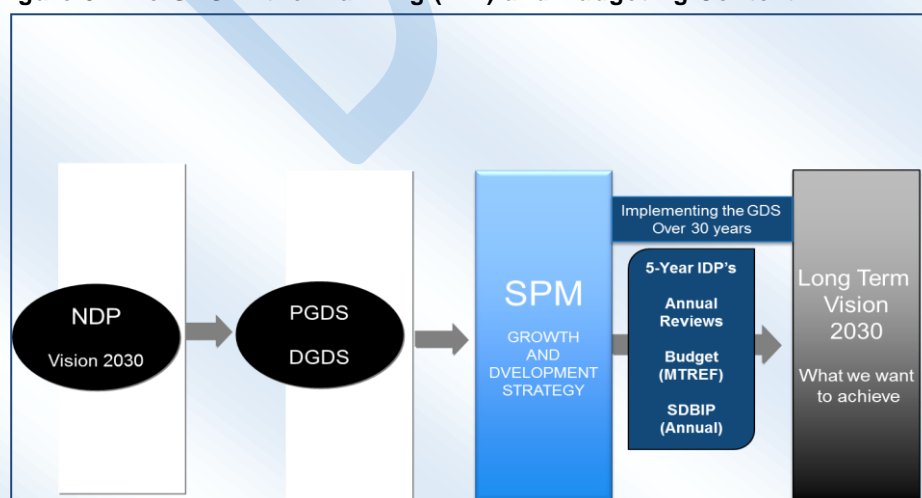 NDP
Vision 2030
PGDS
DGDS
SPM
GROWTH
AND
DVELOPMENT
STRATEGY
Implementing the GDS
Over 30 years
5-Year IDP's
Annual
Reviews
Budget
(MTREF)
SDBIP
(Annual)
Long Term
Vision
2030
What we want
to achieve